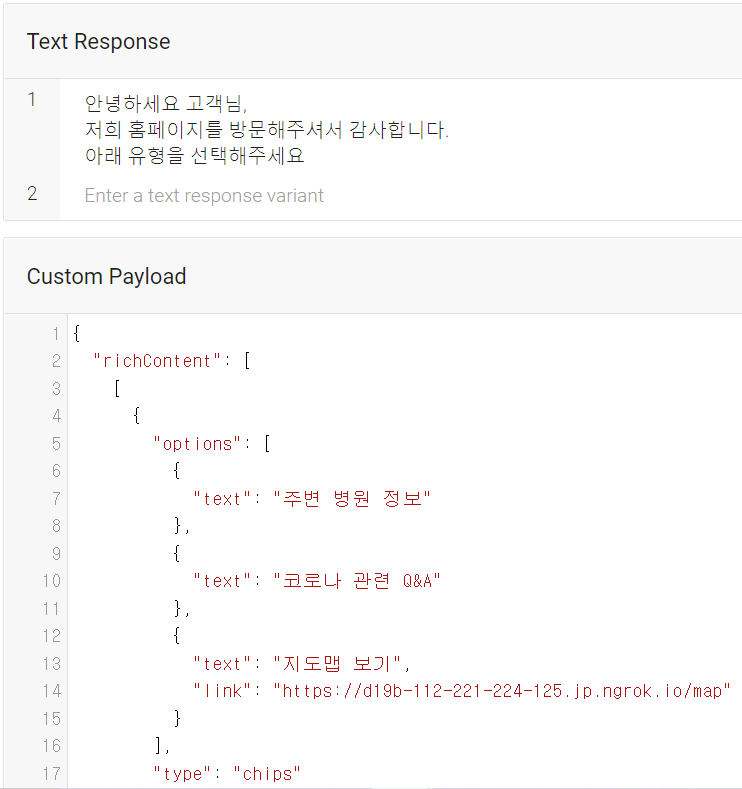 Text Response
1 안녕하세요 고객님,
저희 홈페이지를 방문해주셔서 감사합니다.
아래 유형을 선택해주세요
2 Enter a text response variant
Custom Payload
1 {
2 "richContent": [
3 [
4 {
5 "options": [
6 {
7 "text": "주변 병원 정보"
8 },
9 {
10 "text": "코로나 관련 Q&A"
11 },
12 {
13 "text": "지도맵 보기",
14 "link": "https://d19b-112-221-224-125.jp.ngrok.io/map"
15 }
16 ],
17 "type": "chips"